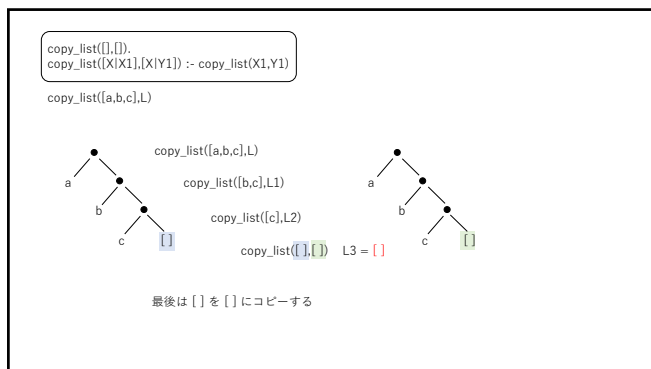 copy_list([],[]).
copy_list([X|X1],[X|Y1]) :- copy_list(X1,Y1)
copy_list([a,b,c],L)
copy_list([a,b,c],L)
a
a
copy_list([b,c],L1)
b
b
copy_list([c],L2)
c
[ ]
c
[ ]
copy_list([ ],[ ]) L3 = [ ]
最後は [ ] を [ ] にコピーする